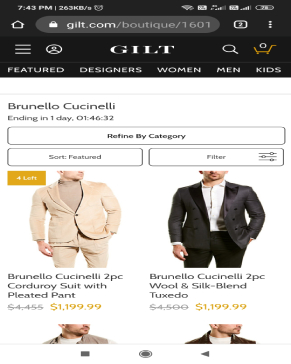 7:43 PM | 263KB/s
gilt.com/boutique/1601
2
GILT
0
FEATURED DESIGNERS WOMEN MEN KIDS
Brunello Cucinelli
Ending in 1 day, 01:46:32
Refine By Category
Sort: Featured
Filter
4 Left
Brunello Cucinelli 2pc
Corduroy Suit with
Pleated Pant
$4,455 $1,199.99
Brunello Cucinelli 2pc
Wool & Silk-Blend
Tuxedo
$4,500 $1,199.99